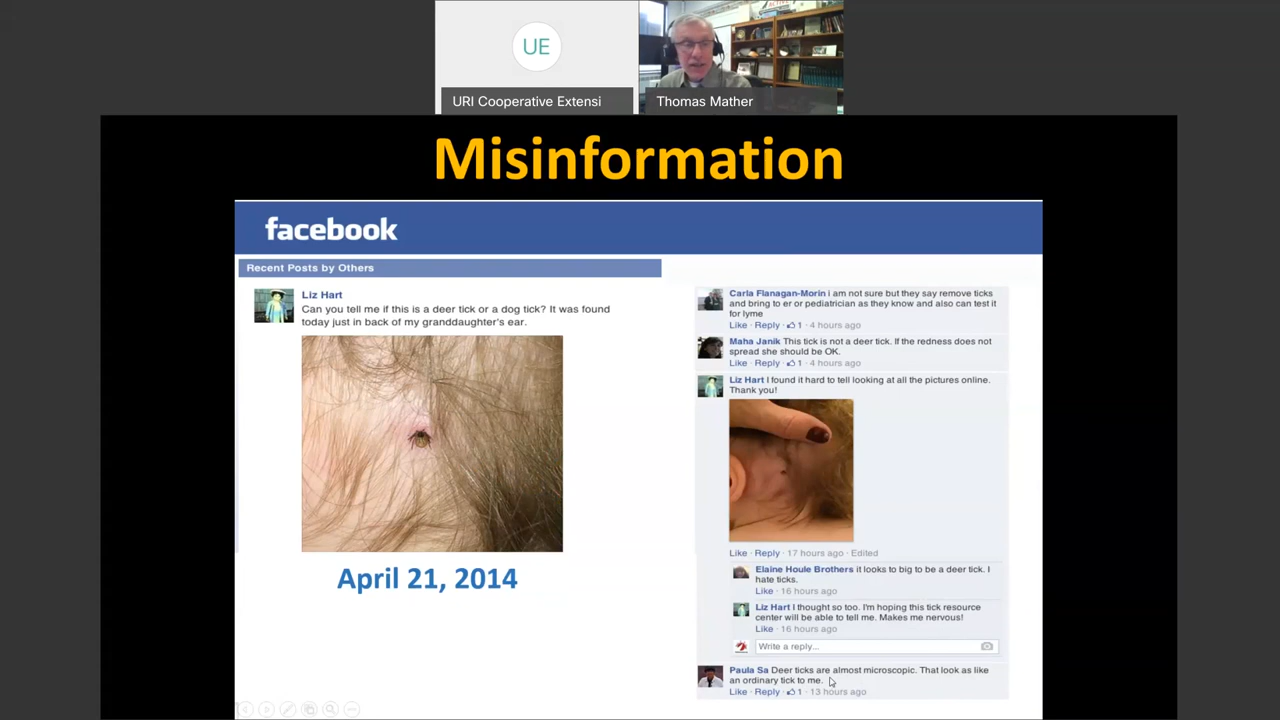 UE
URI Cooperative Extensi
Thomas Mather
Misinformation
facebook
Recent Posts by Others
Liz Hart
Can you tell me if this is a deer tick or a dog tick? It was found
today just in back of my granddaughter's ear.
April 21, 2014
Carla Flanagan-Morin i am not sure but they say remove ticks
and bring to er or pediatrician as they know and also can test it
for lyme
Like · Reply · 1 · 4 hours ago
Maha Janik This tick is not a deer tick. If the redness does not
spread she should be OK.
Like · Reply · 1 · 4 hours ago
Liz Hart I found it hard to tell looking at all the pictures online.
Thank you!
Like · Reply · 17 hours ago · Edited
Elaine Houle Brothers it looks to big to be a deer tick. I
hate ticks.
Like · 16 hours ago
Liz Hart I thought so too. I'm hoping this tick resource
center will be able to tell me. Makes me nervous!
Like · 16 hours ago
Write a reply...
Paula Sa Deer ticks are almost microscopic. That look as like
an ordinary tick to me.
Like · Reply · 1 · 13 hours ago